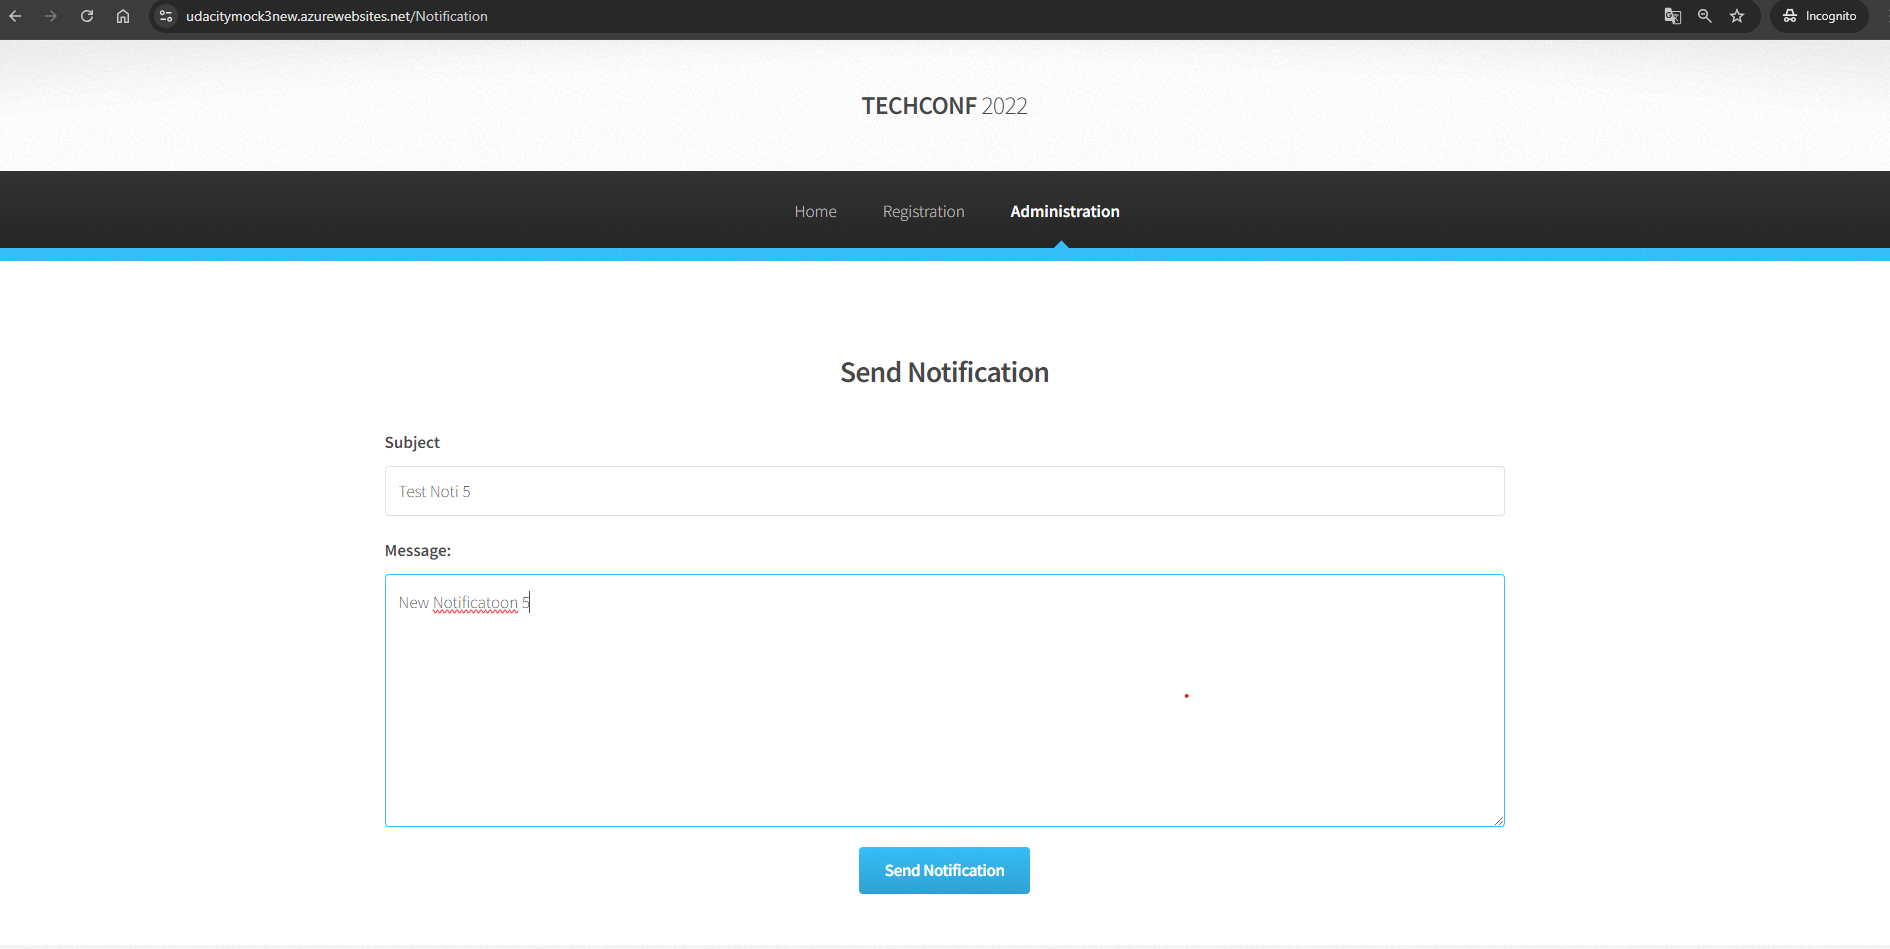 udacitymock3new.azurewebsites.net/Notification
Incognito
TECHCONF 2022
Home Registration Administration
Send Notification
Subject
Test Noti 5
Message:
New Notificatoon 5
Send Notification